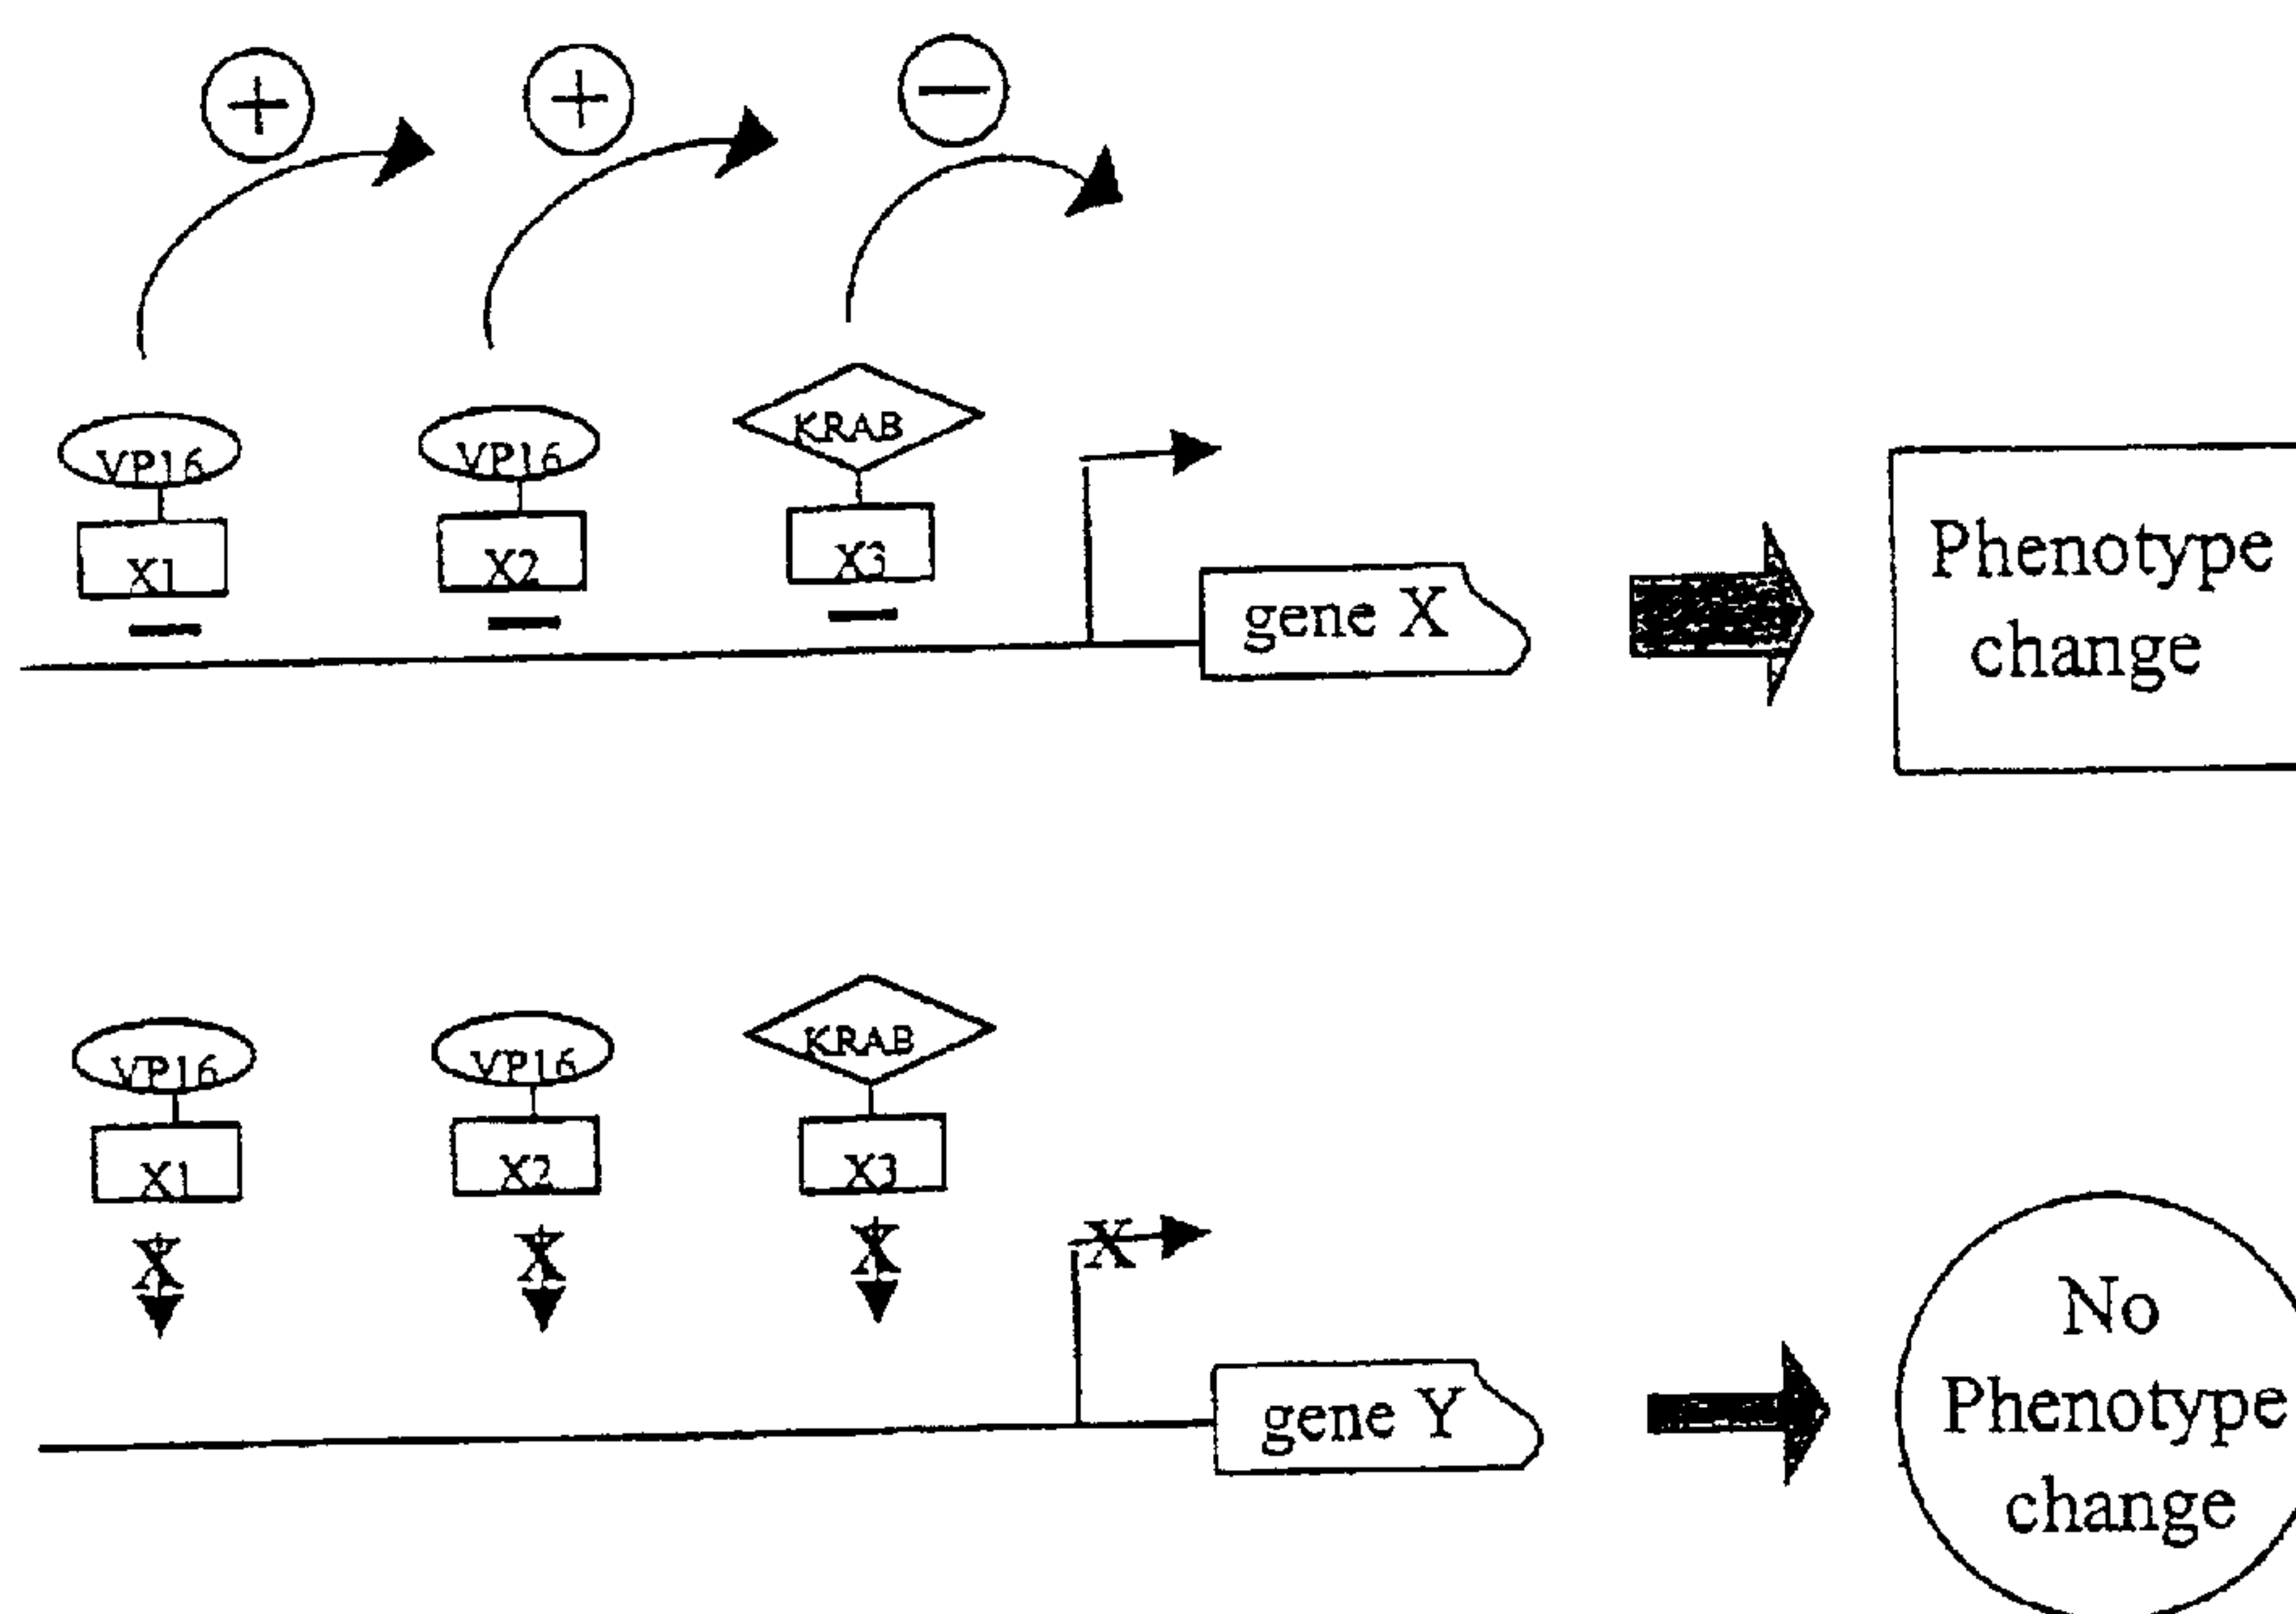 +
+
−
VP16
VP16
KRAB
X1
X2
X3
gene X
Phenotype
change
VP16
VP16
KRAB
X1
X2
X3
X
X
X
X
gene Y
No
Phenotype
change